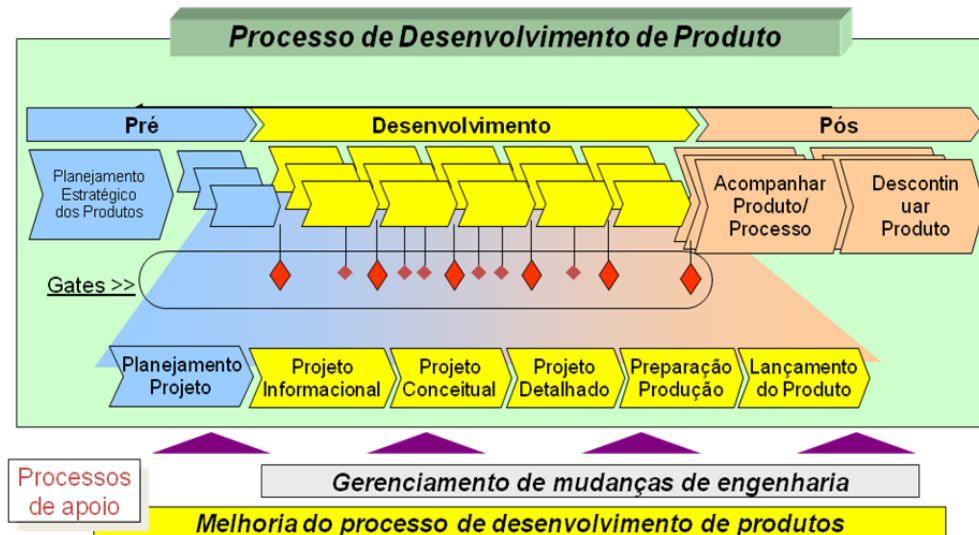 Processo de Desenvolvimento de Produto
Pré
Desenvolvimento
Pós
Planejamento
Estratégico
dos Produtos
Acompanhar
Produto/
Processo
Descontin
uar
Produto
Gates >>
Planejamento
Projeto
Projeto
Informacional
Projeto
Conceitual
Projeto
Detalhado
Preparação
Produção
Lançamento
do Produto
Processos
de apoio
Gerenciamento de mudanças de engenharia
Melhoria do processo de desenvolvimento de produtos